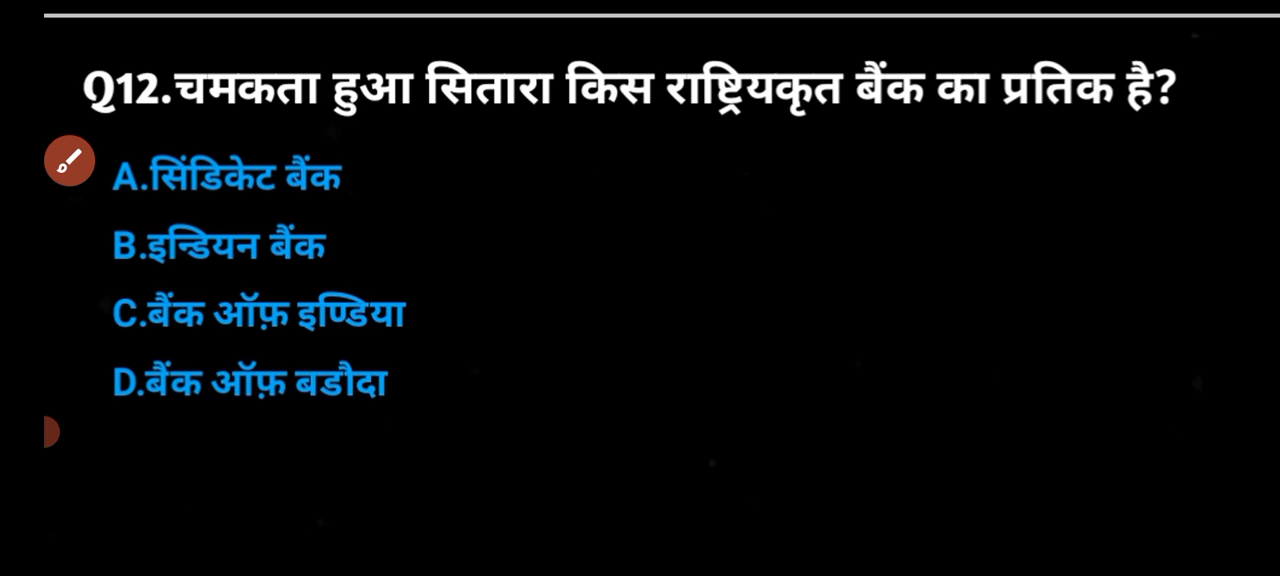 Q12.चमकता हुआ सितारा किस राष्ट्रियकृत बैंक का प्रतिक है?
A.सिंडिकेट बैंक
B.इन्डियन बैंक
C.बैंक ऑफ़ इण्डिया
D.बैंक ऑफ़ बडौदा